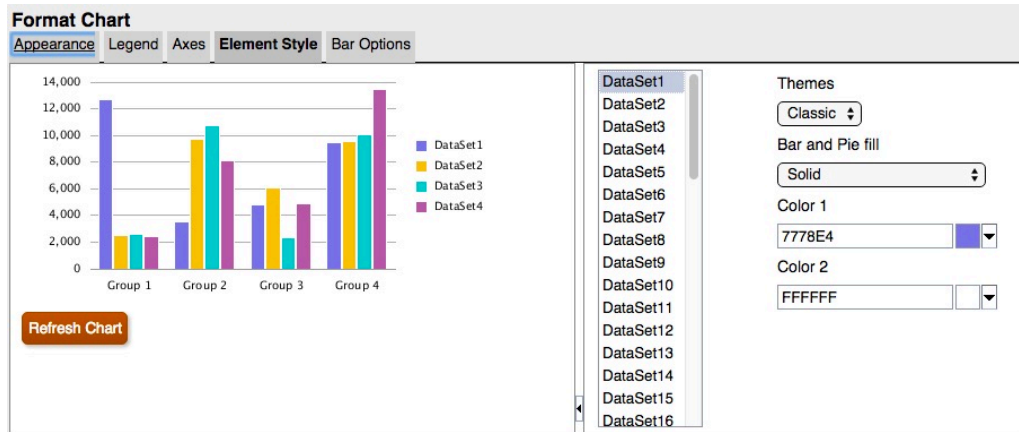 Format Chart
Appearance Legend Axes Element Style Bar Options
14,000
12,000
10,000
8,000
6,000
4,000
2,000
0
Group 1 Group 2 Group 3 Group 4
DataSet1
DataSet2
DataSet3
DataSet4
Refresh Chart
DataSet1
DataSet2
DataSet3
DataSet4
DataSet5
DataSet6
DataSet7
DataSet8
DataSet9
DataSet10
DataSet11
DataSet12
DataSet13
DataSet14
DataSet15
DataSet16
Themes
Classic
Bar and Pie fill
Solid
Color 1
7778E4
Color 2
FFFFFF